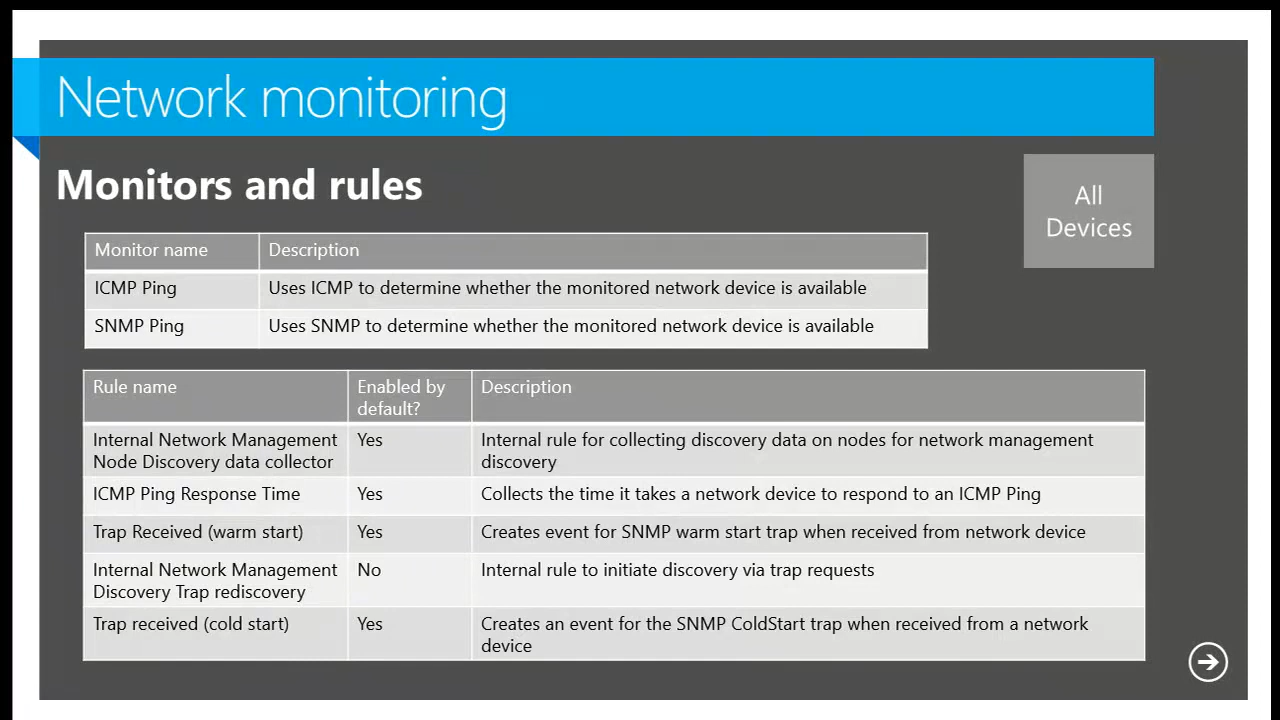 Network monitoring
Monitors and rules
All
Devices
Monitor name Description
ICMP Ping Uses ICMP to determine whether the monitored network device is available
SNMP Ping Uses SNMP to determine whether the monitored network device is available
Rule name Enabled by
default? Description
Internal Network Management
Node Discovery data collector Yes Internal rule for collecting discovery data on nodes for network management
discovery
ICMP Ping Response Time Yes Collects the time it takes a network device to respond to an ICMP Ping
Trap Received (warm start) Yes Creates event for SNMP warm start trap when received from network device
Internal Network Management
Discovery Trap rediscovery No Internal rule to initiate discovery via trap requests
Trap received (cold start) Yes Creates an event for the SNMP ColdStart trap when received from a network
device